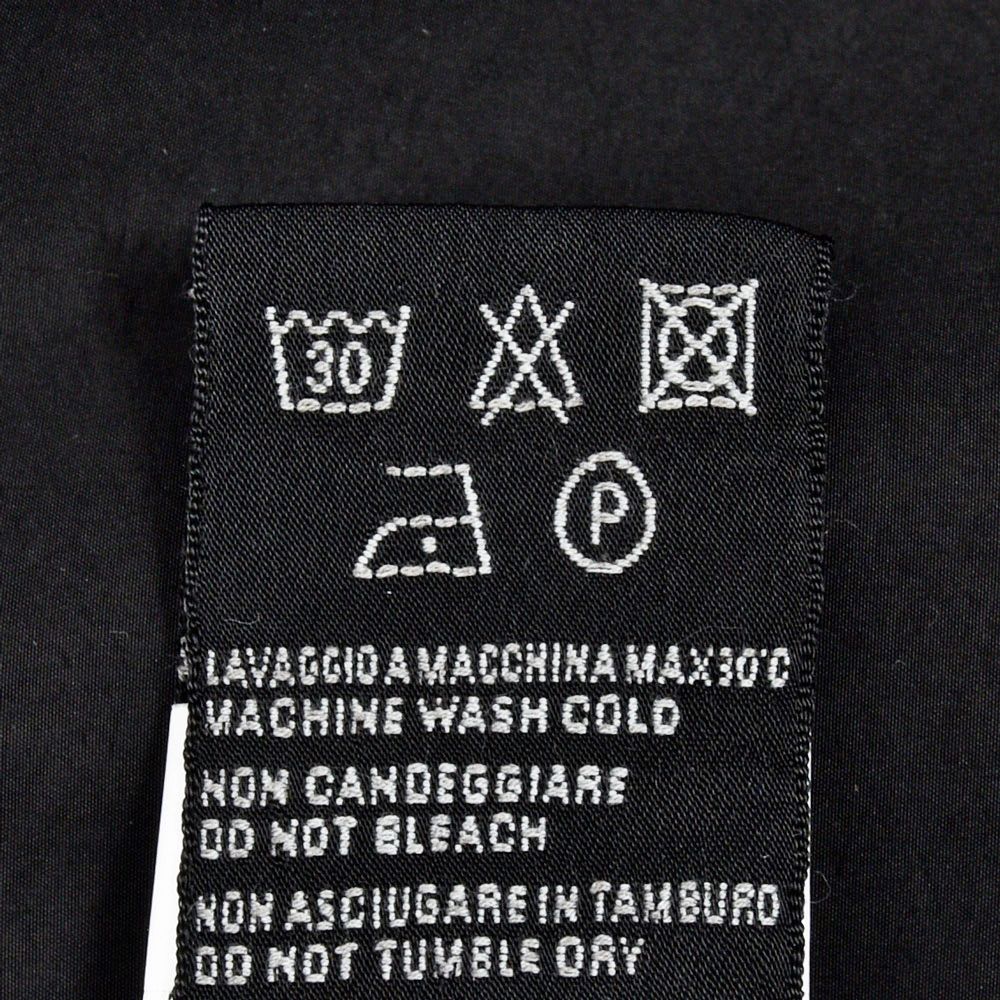 30
P
LAVAGGIO A MACCHINA MAX 30°C
MACHINE WASH COLD
NON CANDEGGIARE
DO NOT BLEACH
NON ASCIUGARE IN TAMBURO
DO NOT TUMBLE DRY